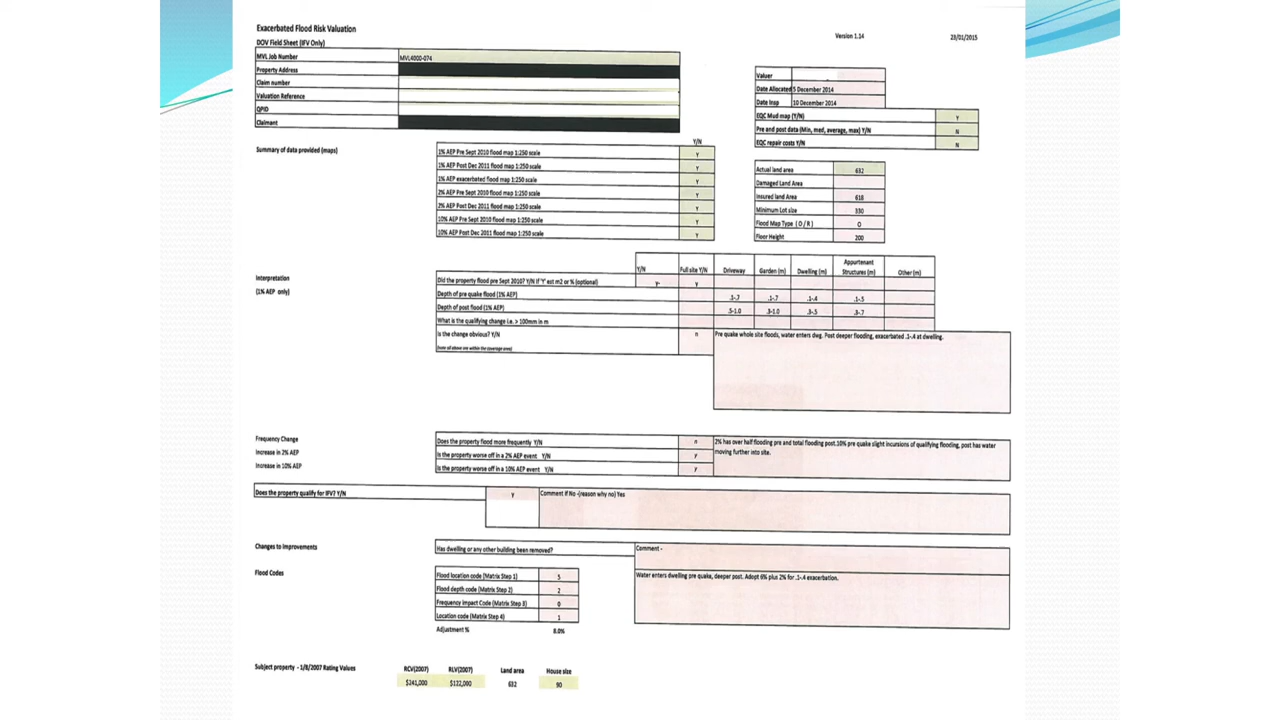 Exacerbated Flood Risk Valuation
Version 1.14
23/01/2015
DOV Field Sheet (IFV Only)
MVL Job Number MVL4000-074
Property Address
Claim number
Valuation Reference
QPID
Claimant
Valuer
Date Allocated 5 December 2014
Date Insp 10 December 2014
EQC Mud map (Y/N) Y
Pre and post data (Min, med, average, max) Y/N N
EQC repair costs Y/N N
Summary of data provided (maps)
Y/N
1% AEP Pre Sept 2010 flood map 1:250 scale Y
1% AEP Post Dec 2011 flood map 1:250 scale Y
1% AEP exacerbated flood map 1:250 scale Y
2% AEP Pre Sept 2010 flood map 1:250 scale Y
2% AEP Post Dec 2011 flood map 1:250 scale Y
10% AEP Pre Sept 2010 flood map 1:250 scale Y
10% AEP Post Dec 2011 flood map 1:250 scale Y
Actual land area 632
Damaged Land Area
Insured land Area 618
Minimum Lot size 330
Flood Map Type ( O / R ) O
Floor Height 200
Interpretation
(1% AEP only)
Y/N Full site Y/N Driveway Garden (m) Dwelling (m) Appurtenant Structures (m) Other (m)
Did the property flood pre Sept 2010? Y/N If 'Y' est m2 or % (optional) y y
Depth of pre quake flood (1% AEP) .1-.7 .1-.7 .1-.4 .1-.5
Depth of post flood (1% AEP) .5-1.0 .3-1.0 .3-.5 .3-.7
What is the qualifying change i.e. > 100mm in m
Is the change obvious? Y/N n
(note all above are within the coverage area)
Pre quake whole site floods, water enters dwg. Post deeper flooding, exacerbated .1-.4 at dwelling.
Frequency Change
Increase in 2% AEP
Increase in 10% AEP
Does the property flood more frequently Y/N n
Is the property worse off in a 2% AEP event Y/N y
Is the property worse off in a 10% AEP event Y/N y
2% has over half flooding pre and total flooding post.10% pre quake slight incursions of qualifying flooding, post has water
moving further into site.
Does the property qualify for IFV? Y/N y
Comment If No -(reason why no) Yes
Changes to Improvements
Has dwelling or any other building been removed?
Comment -
Flood Codes
Flood location code (Matrix Step 1) 5
Flood depth code (Matrix Step 2) 2
Frequency impact Code (Matrix Step 3) 0
Location code (Matrix Step 4) 1
Adjustment % 8.0%
Water enters dwelling pre quake, deeper post. Adopt 6% plus 2% for .1-.4 exacerbation.
Subject property - 1/8/2007 Rating Values
RCV(2007) RLV(2007) Land area House size
$241,000 $122,000 632 90